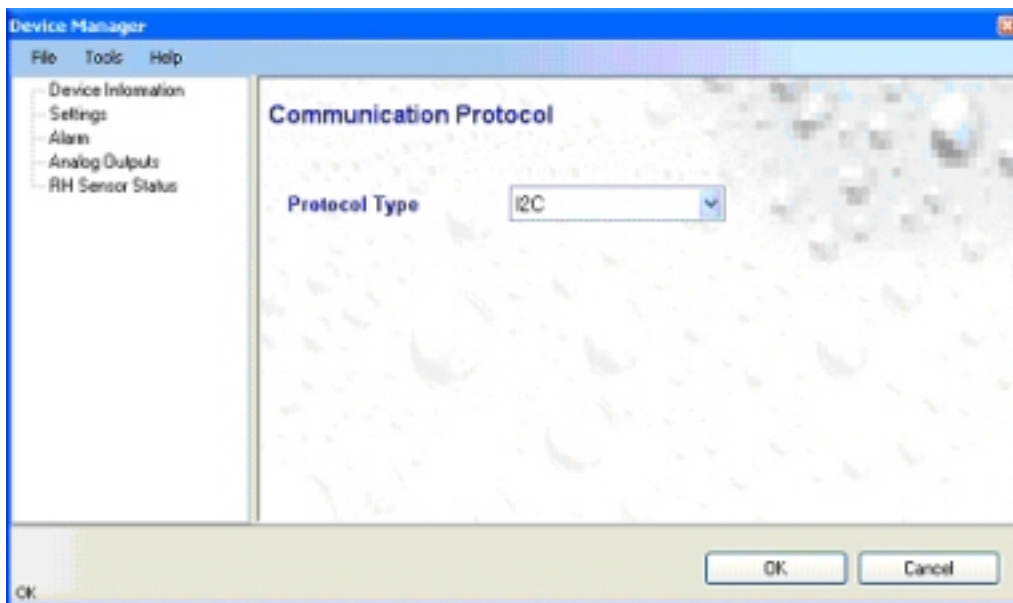 Device Manager
File Tools Help
Device Information
Settings
Alarm
Analog Outputs
RH Sensor Status
Communication Protocol
Protocol Type I2C
OK Cancel
OK